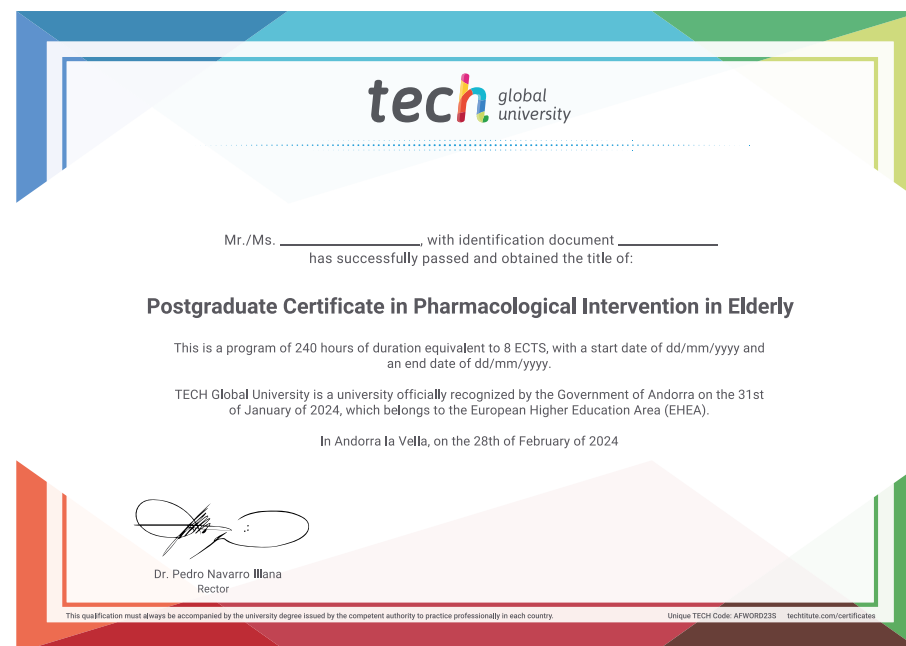 tech global
university
Mr./Ms. ____________, with identification document ____________
has successfully passed and obtained the title of:
Postgraduate Certificate in Pharmacological Intervention in Elderly
This is a program of 240 hours of duration equivalent to 8 ECTS, with a start date of dd/mm/yyyy and
an end date of dd/mm/yyyy.
TECH Global University is a university officially recognized by the Government of Andorra on the 31st
of January of 2024, which belongs to the European Higher Education Area (EHEA).
In Andorra la Vella, on the 28th of February of 2024
Dr. Pedro Navarro Illana
Rector
This qualification must always be accompanied by the university degree issued by the competent authority to practice professionally in each country.
Unique TECH Code: AFWORD23S techtitute.com/certificates